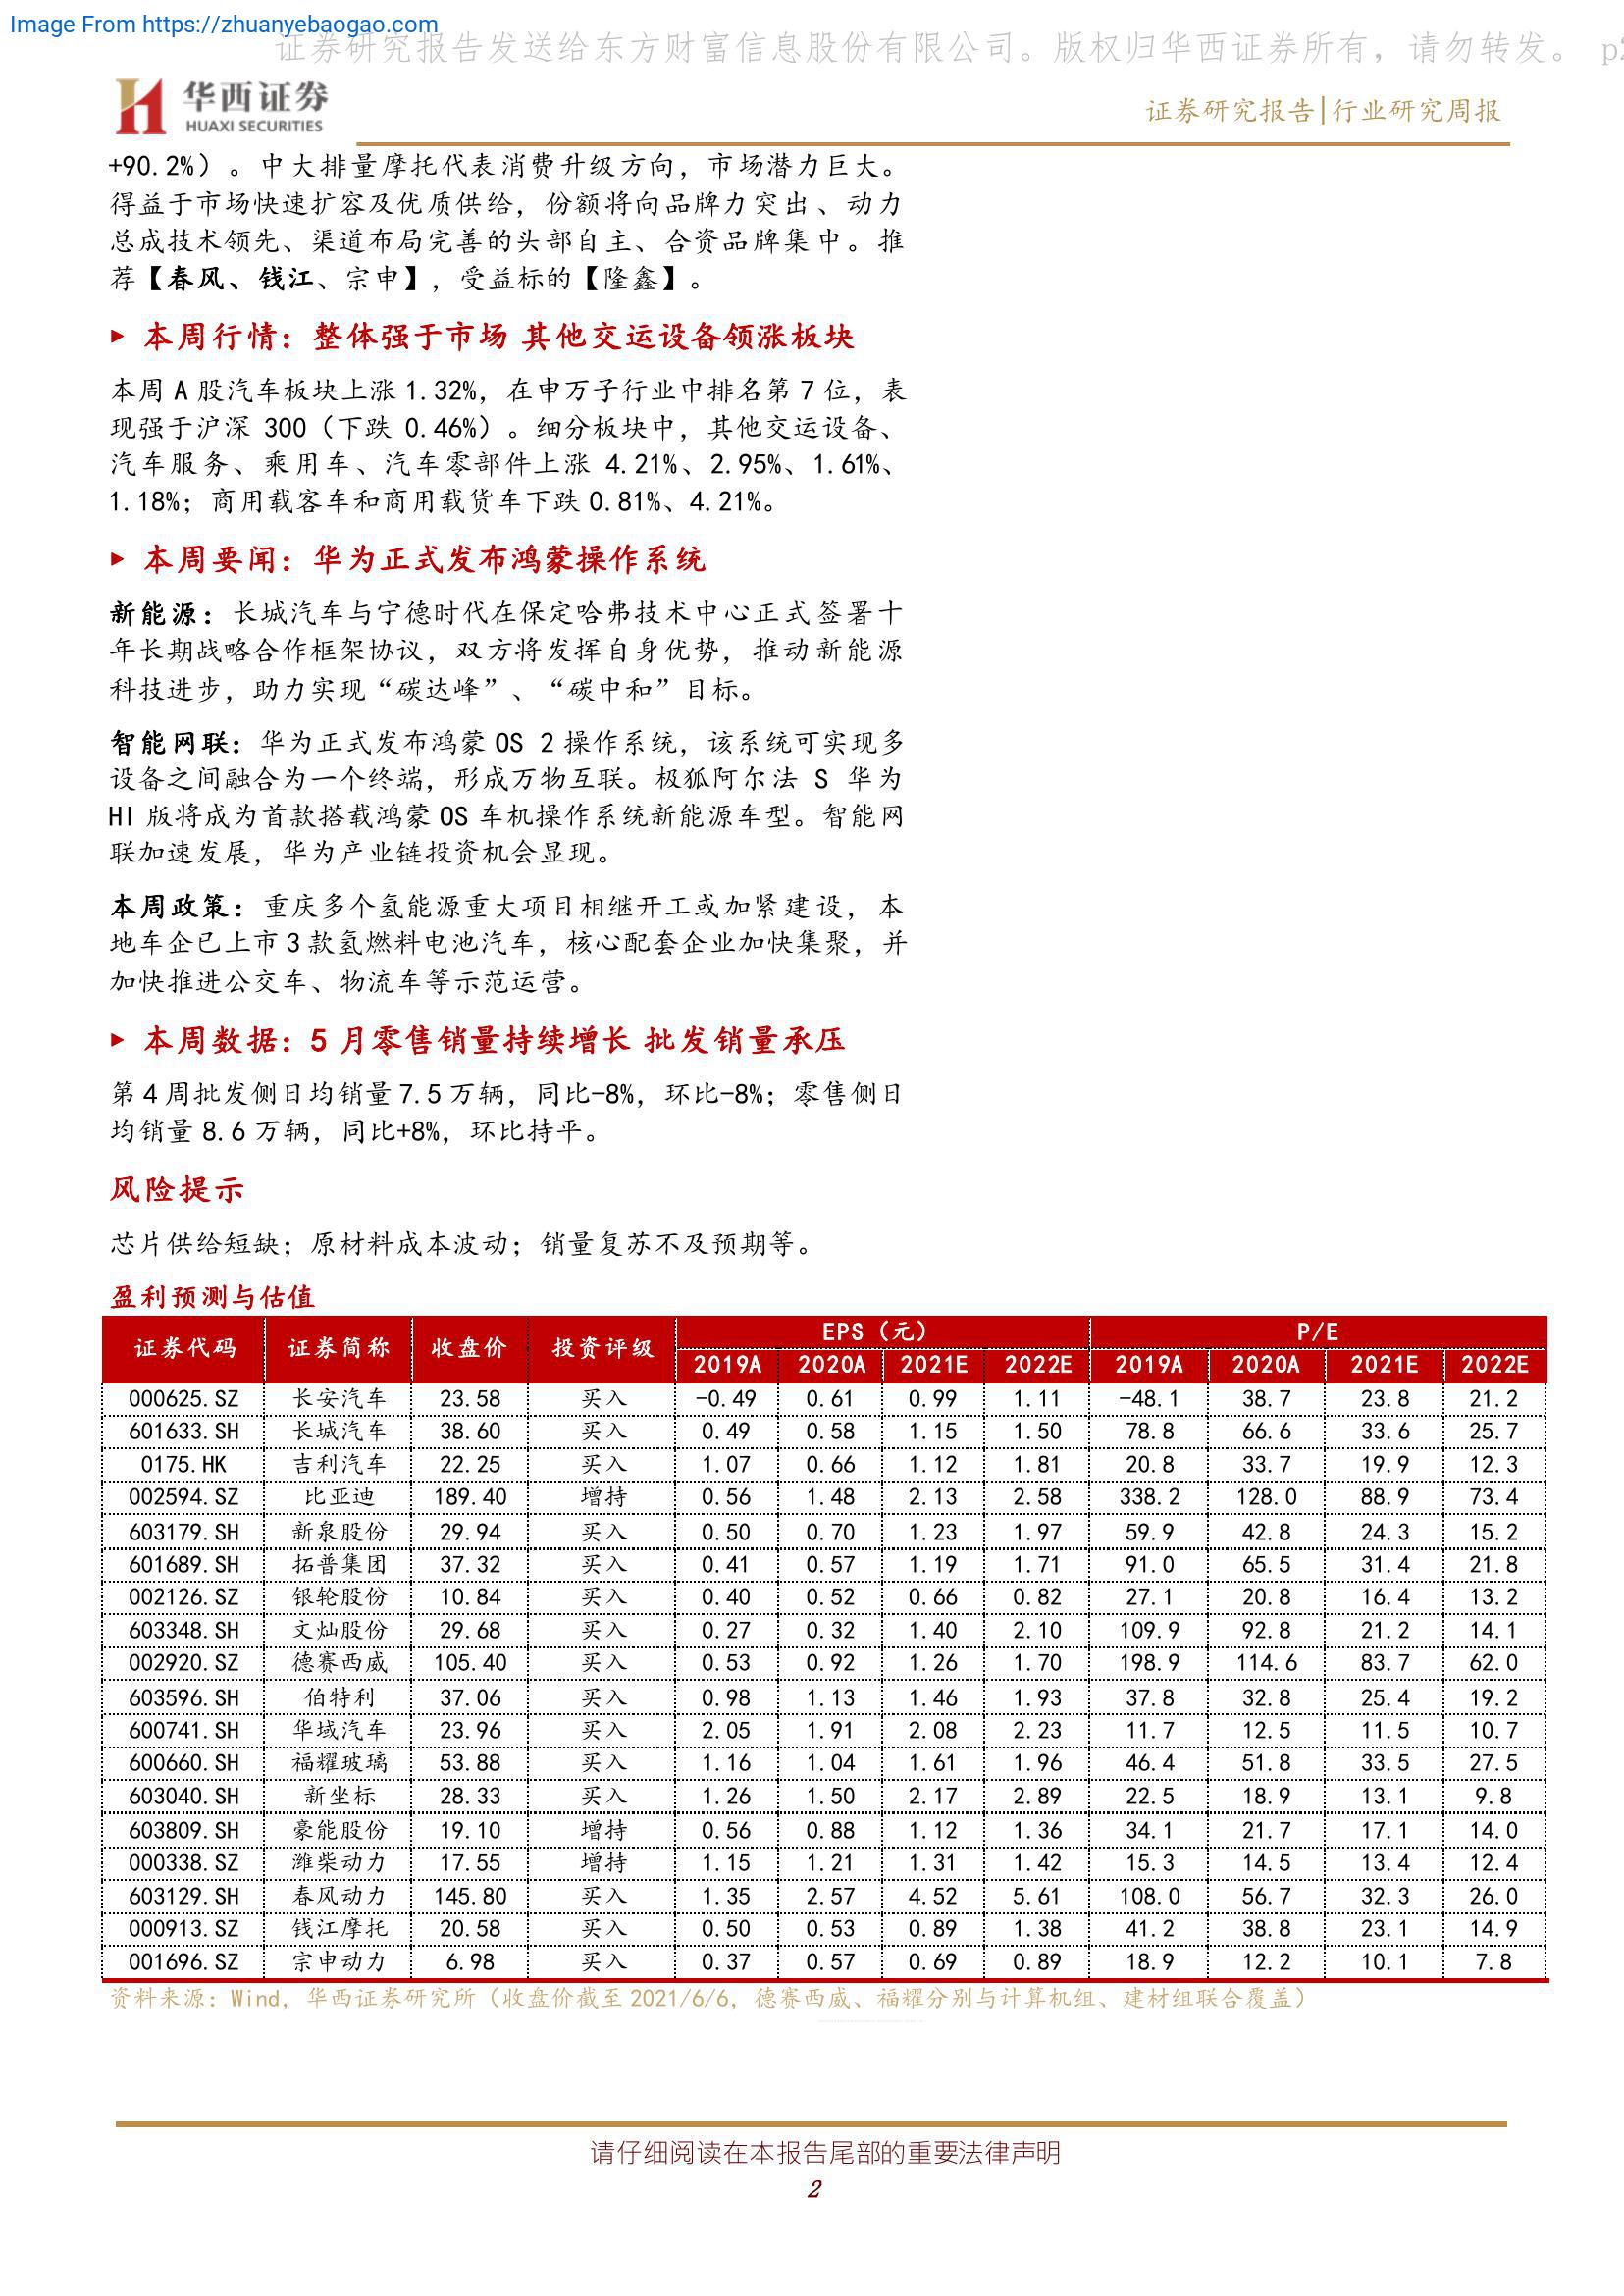 Image From https://zhuanyebaogao.com
证券研究报告发送给东方财富信息股份有限公司。版权归华西证券所有，请勿转发。 p2
华西证券
HUAXI SECURITIES
证券研究报告|行业研究周报
+90.2%）。中大排量摩托代表消费升级方向，市场潜力巨大。
得益于市场快速扩容及优质供给，份额将向品牌力突出、动力
总成技术领先、渠道布局完善的头部自主、合资品牌集中。推
荐【春风、钱江、宗申】，受益标的【隆鑫】。
▶ 本周行情：整体强于市场 其他交运设备领涨板块
本周 A 股汽车板块上涨 1.32%，在申万子行业中排名第 7 位，表
现强于沪深 300（下跌 0.46%）。细分板块中，其他交运设备、
汽车服务、乘用车、汽车零部件上涨 4.21%、2.95%、1.61%、
1.18%；商用载客车和商用载货车下跌 0.81%、4.21%。
▶ 本周要闻：华为正式发布鸿蒙操作系统
新能源：长城汽车与宁德时代在保定哈弗技术中心正式签署十
年长期战略合作框架协议，双方将发挥自身优势，推动新能源
科技进步，助力实现“碳达峰”、“碳中和”目标。
智能网联：华为正式发布鸿蒙 OS 2 操作系统，该系统可实现多
设备之间融合为一个终端，形成万物互联。极狐阿尔法 S 华为
HI 版将成为首款搭载鸿蒙 OS 车机操作系统新能源车型。智能网
联加速发展，华为产业链投资机会显现。
本周政策：重庆多个氢能源重大项目相继开工或加紧建设，本
地车企已上市 3 款氢燃料电池汽车，核心配套企业加快集聚，并
加快推进公交车、物流车等示范运营。
▶ 本周数据：5 月零售销量持续增长 批发销量承压
第 4 周批发侧日均销量 7.5 万辆，同比-8%，环比-8%；零售侧日
均销量 8.6 万辆，同比+8%，环比持平。
风险提示
芯片供给短缺；原材料成本波动；销量复苏不及预期等。
盈利预测与估值
证券代码 证券简称 收盘价 投资评级 EPS（元） P/E
2019A 2020A 2021E 2022E 2019A 2020A 2021E 2022E
000625.SZ 长安汽车 23.58 买入 -0.49 0.61 0.99 1.11 -48.1 38.7 23.8 21.2
601633.SH 长城汽车 38.60 买入 0.49 0.58 1.15 1.50 78.8 66.6 33.6 25.7
0175.HK 吉利汽车 22.25 买入 1.07 0.66 1.12 1.81 20.8 33.7 19.9 12.3
002594.SZ 比亚迪 189.40 增持 0.56 1.48 2.13 2.58 338.2 128.0 88.9 73.4
603179.SH 新泉股份 29.94 买入 0.50 0.70 1.23 1.97 59.9 42.8 24.3 15.2
601689.SH 拓普集团 37.32 买入 0.41 0.57 1.19 1.71 91.0 65.5 31.4 21.8
002126.SZ 银轮股份 10.84 买入 0.40 0.52 0.66 0.82 27.1 20.8 16.4 13.2
603348.SH 文灿股份 29.68 买入 0.27 0.32 1.40 2.10 109.9 92.8 21.2 14.1
002920.SZ 德赛西威 105.40 买入 0.53 0.92 1.26 1.70 198.9 114.6 83.7 62.0
603596.SH 伯特利 37.06 买入 0.98 1.13 1.46 1.93 37.8 32.8 25.4 19.2
600741.SH 华域汽车 23.96 买入 2.05 1.91 2.08 2.23 11.7 12.5 11.5 10.7
600660.SH 福耀玻璃 53.88 买入 1.16 1.04 1.61 1.96 46.4 51.8 33.5 27.5
603040.SH 新坐标 28.33 买入 1.26 1.50 2.17 2.89 22.5 18.9 13.1 9.8
603809.SH 豪能股份 19.10 增持 0.56 0.88 1.12 1.36 34.1 21.7 17.1 14.0
000338.SZ 潍柴动力 17.55 增持 1.15 1.21 1.31 1.42 15.3 14.5 13.4 12.4
603129.SH 春风动力 145.80 买入 1.35 2.57 4.52 5.61 108.0 56.7 32.3 26.0
000913.SZ 钱江摩托 20.58 买入 0.50 0.53 0.89 1.38 41.2 38.8 23.1 14.9
001696.SZ 宗申动力 6.98 买入 0.37 0.57 0.69 0.89 18.9 12.2 10.1 7.8
资料来源：Wind，华西证券研究所（收盘价截至 2021/6/6，德赛西威、福耀分别与计算机组、建材组联合覆盖）
请仔细阅读在本报告尾部的重要法律声明
2